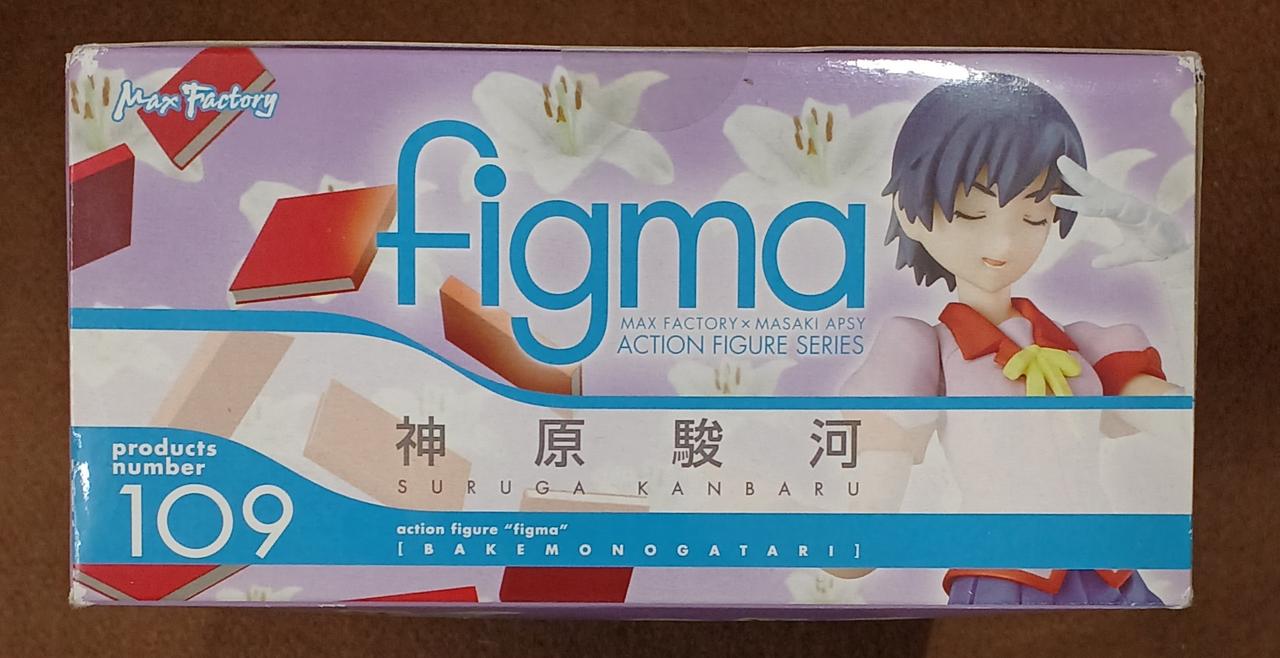 Max Factory
figma
MAX FACTORY × MASAKI APSY
ACTION FIGURE SERIES
神原駿河
SURUGA KANBARU
products
number
109
action figure “figma”
[BAKEMONOGATARI]